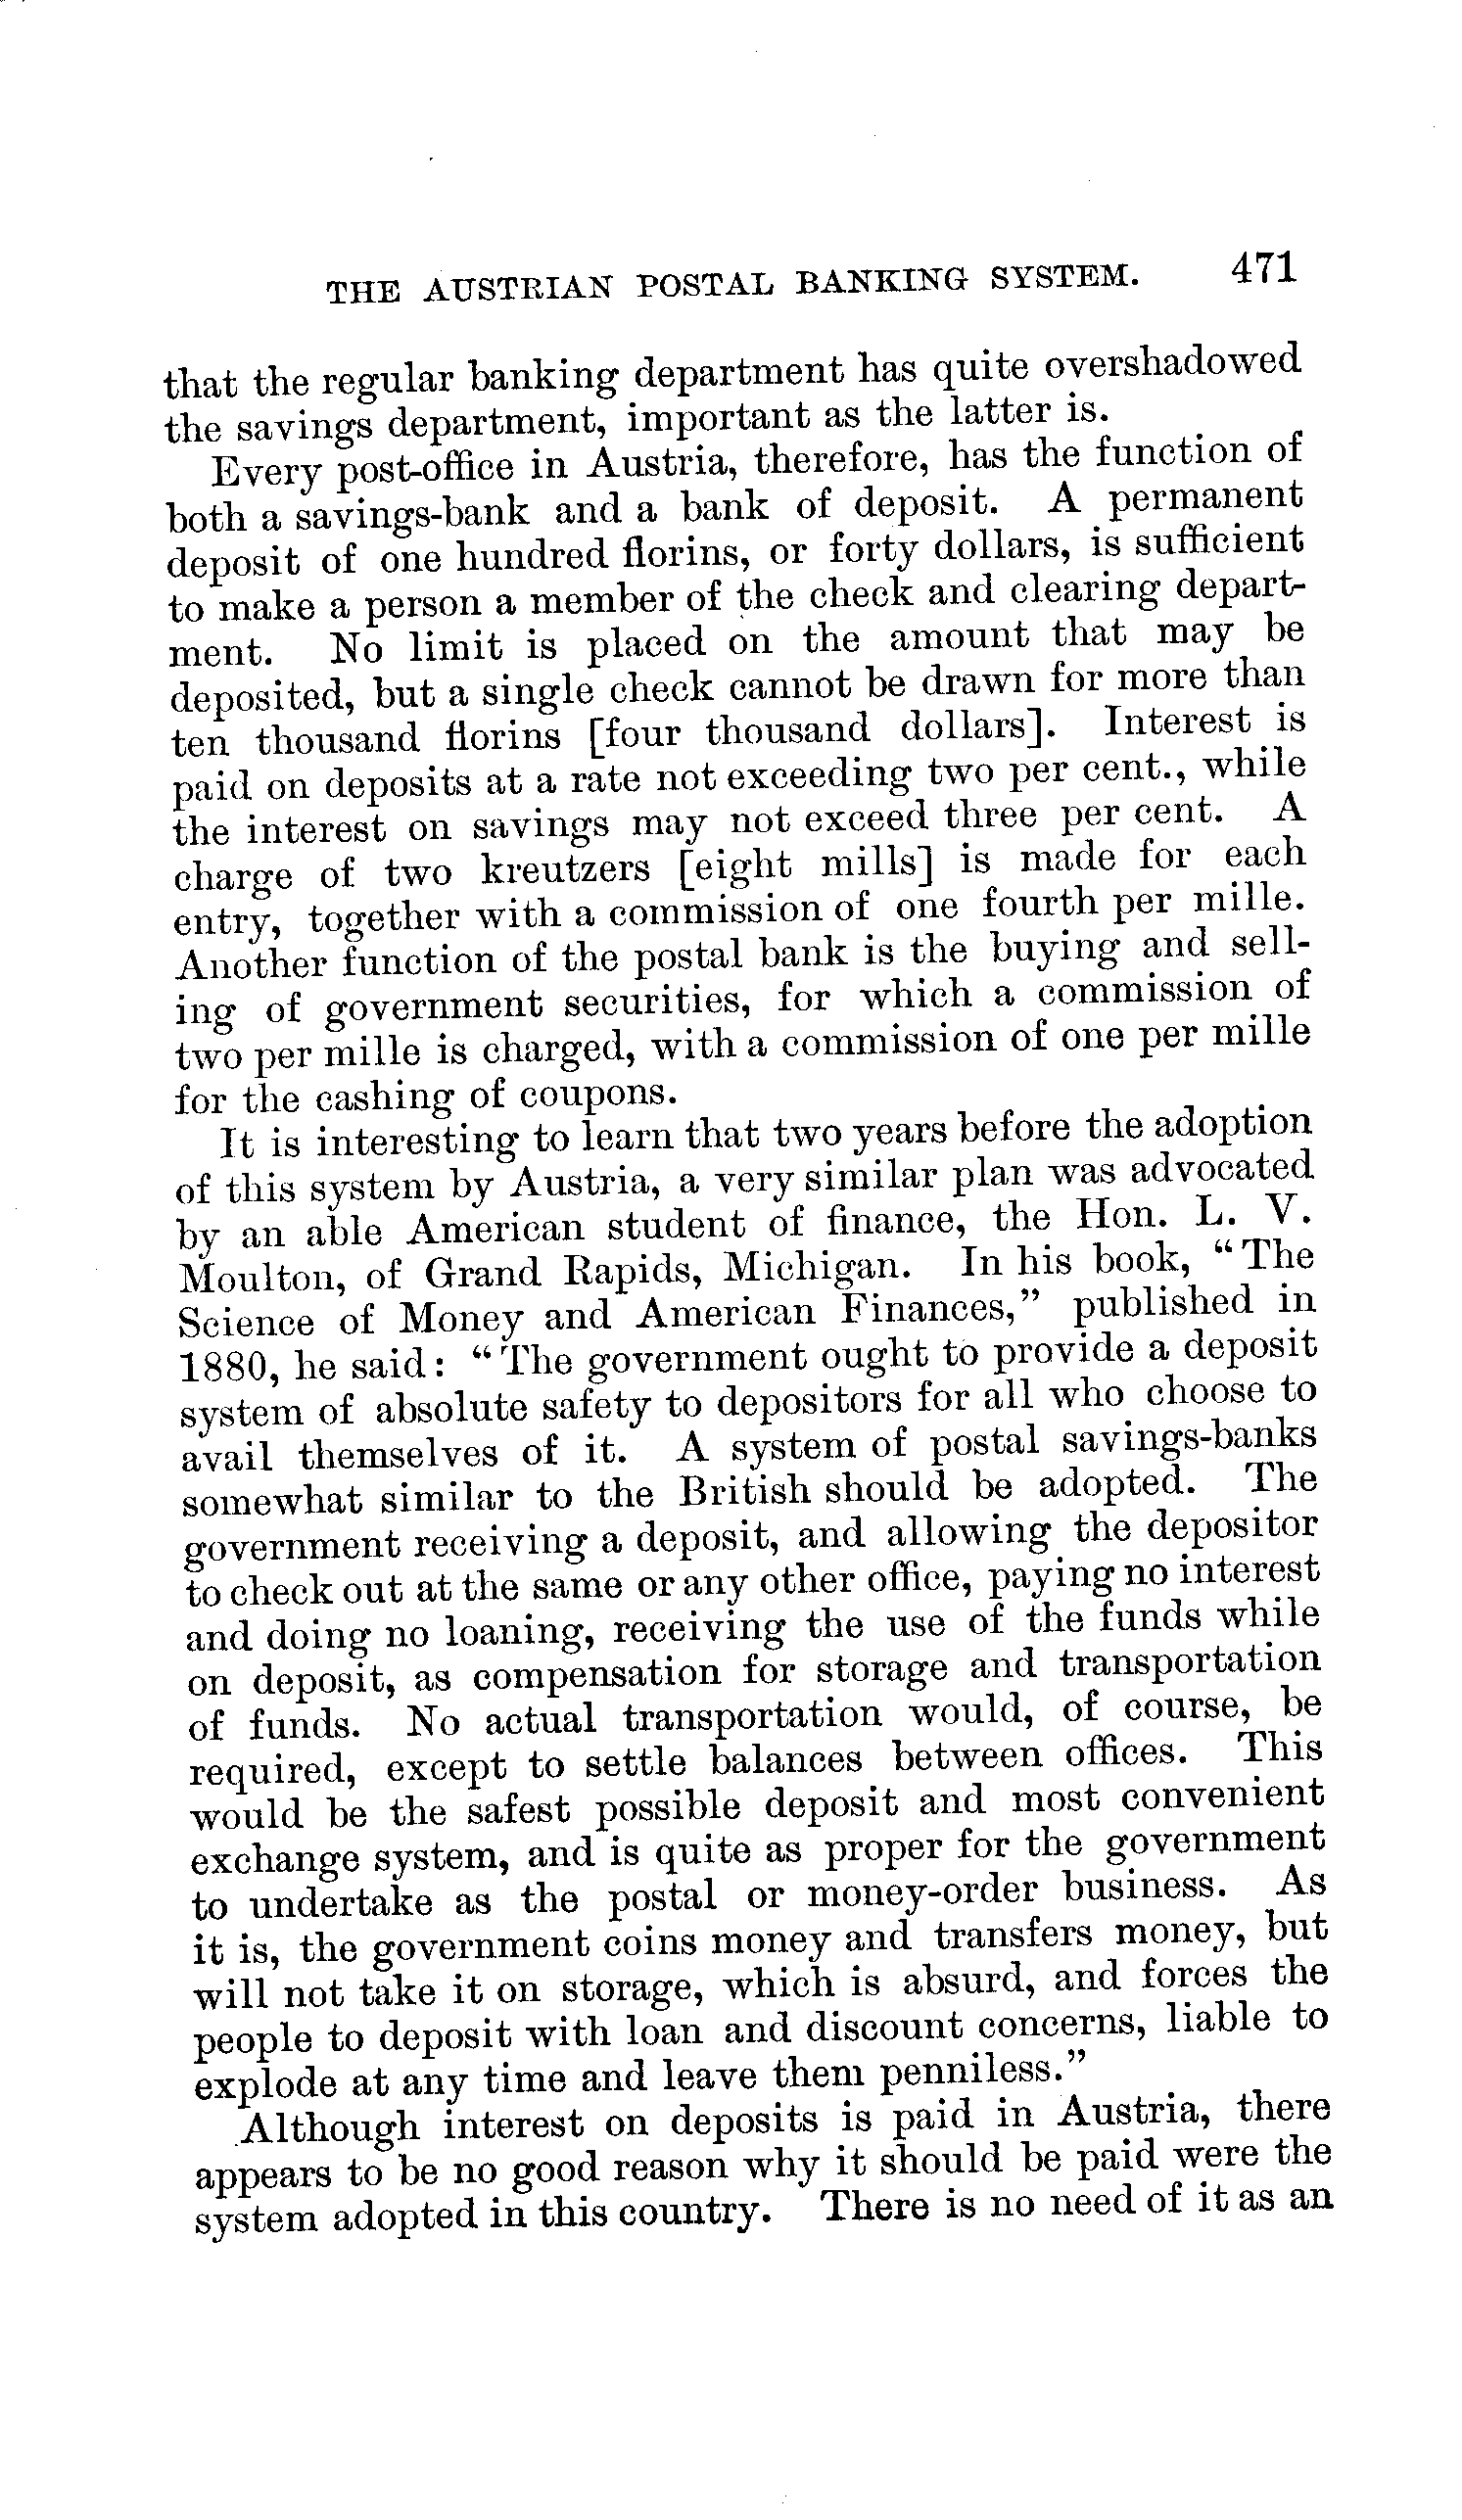 THE AUSTRIAN POSTAL BANKING SYSTEM. 471
that the regular banking department has quite overshadowed
the savings department, important as the latter is.
Every post-office in Austria, therefore, has the function of
both a savings-bank and a bank of deposit. A permanent
deposit of one hundred florins, or forty dollars, is sufficient
to make a person a member of the check and clearing depart-
ment. No limit is placed on the amount that may be
deposited, but a single check cannot be drawn for more than
ten thousand florins [four thousand dollars]. Interest is
paid on deposits at a rate not exceeding two per cent., while
the interest on savings may not exceed three per cent. A
charge of two kreutzers [eight mills] is made for each
entry, together with a commission of one fourth per mille.
Another function of the postal bank is the buying and sell-
ing of government securities, for which a commission of
two per mille is charged, with a commission of one per mille
for the cashing of coupons.
It is interesting to learn that two years before the adoption
of this system by Austria, a very similar plan was advocated
by an able American student of finance, the Hon. L. V.
Moulton, of Grand Rapids, Michigan. In his book, "The
Science of Money and American Finances," published in
1880, he said: "The government ought to provide a deposit
system of absolute safety to depositors for all who choose to
avail themselves of it. A system of postal savings-banks
somewhat similar to the British should be adopted. The
government receiving a deposit, and allowing the depositor
to check out at the same or any other office, paying no interest
and doing no loaning, receiving the use of the funds while
on deposit, as compensation for storage and transportation
of funds. No actual transportation would, of course, be
required, except to settle balances between offices. This
would be the safest possible deposit and most convenient
exchange system, and is quite as proper for the government
to undertake as the postal or money-order business. As
it is, the government coins money and transfers money, but
will not take it on storage, which is absurd, and forces the
people to deposit with loan and discount concerns, liable to
explode at any time and leave them penniless."
Although interest on deposits is paid in Austria, there
appears to be no good reason why it should be paid were the
system adopted in this country. There is no need of it as an